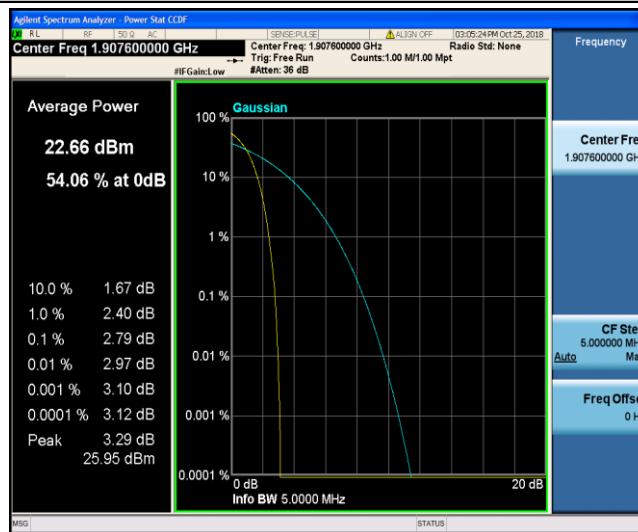 Agilent Spectrum Analyzer - Power Stat CCDF
RL RF 50 Ω AC SENSE:PULSE ALIGN OFF 03:05:24 PM Oct 25, 2018
Center Freq 1.907600000 GHz
Center Freq: 1.907600000 GHz Radio Std: None
Trig: Free Run Counts:1.00 M/1.00 Mpt
#IFGain:Low #Atten: 36 dB
Frequency
Average Power
22.66 dBm
54.06 % at 0dB
10.0 % 1.67 dB
1.0 % 2.40 dB
0.1 % 2.79 dB
0.01 % 2.97 dB
0.001 % 3.10 dB
0.0001 % 3.12 dB
Peak 3.29 dB
25.95 dBm
Gaussian
100 %
10 %
1 %
0.1 %
0.01 %
0.001 %
0.0001 %
0 dB 20 dB
Info BW 5.0000 MHz
Center Fre
1.907600000 GH
CF Ste
5.000000 MH
Auto Ma
Freq Offse
0 H
MSG STATUS